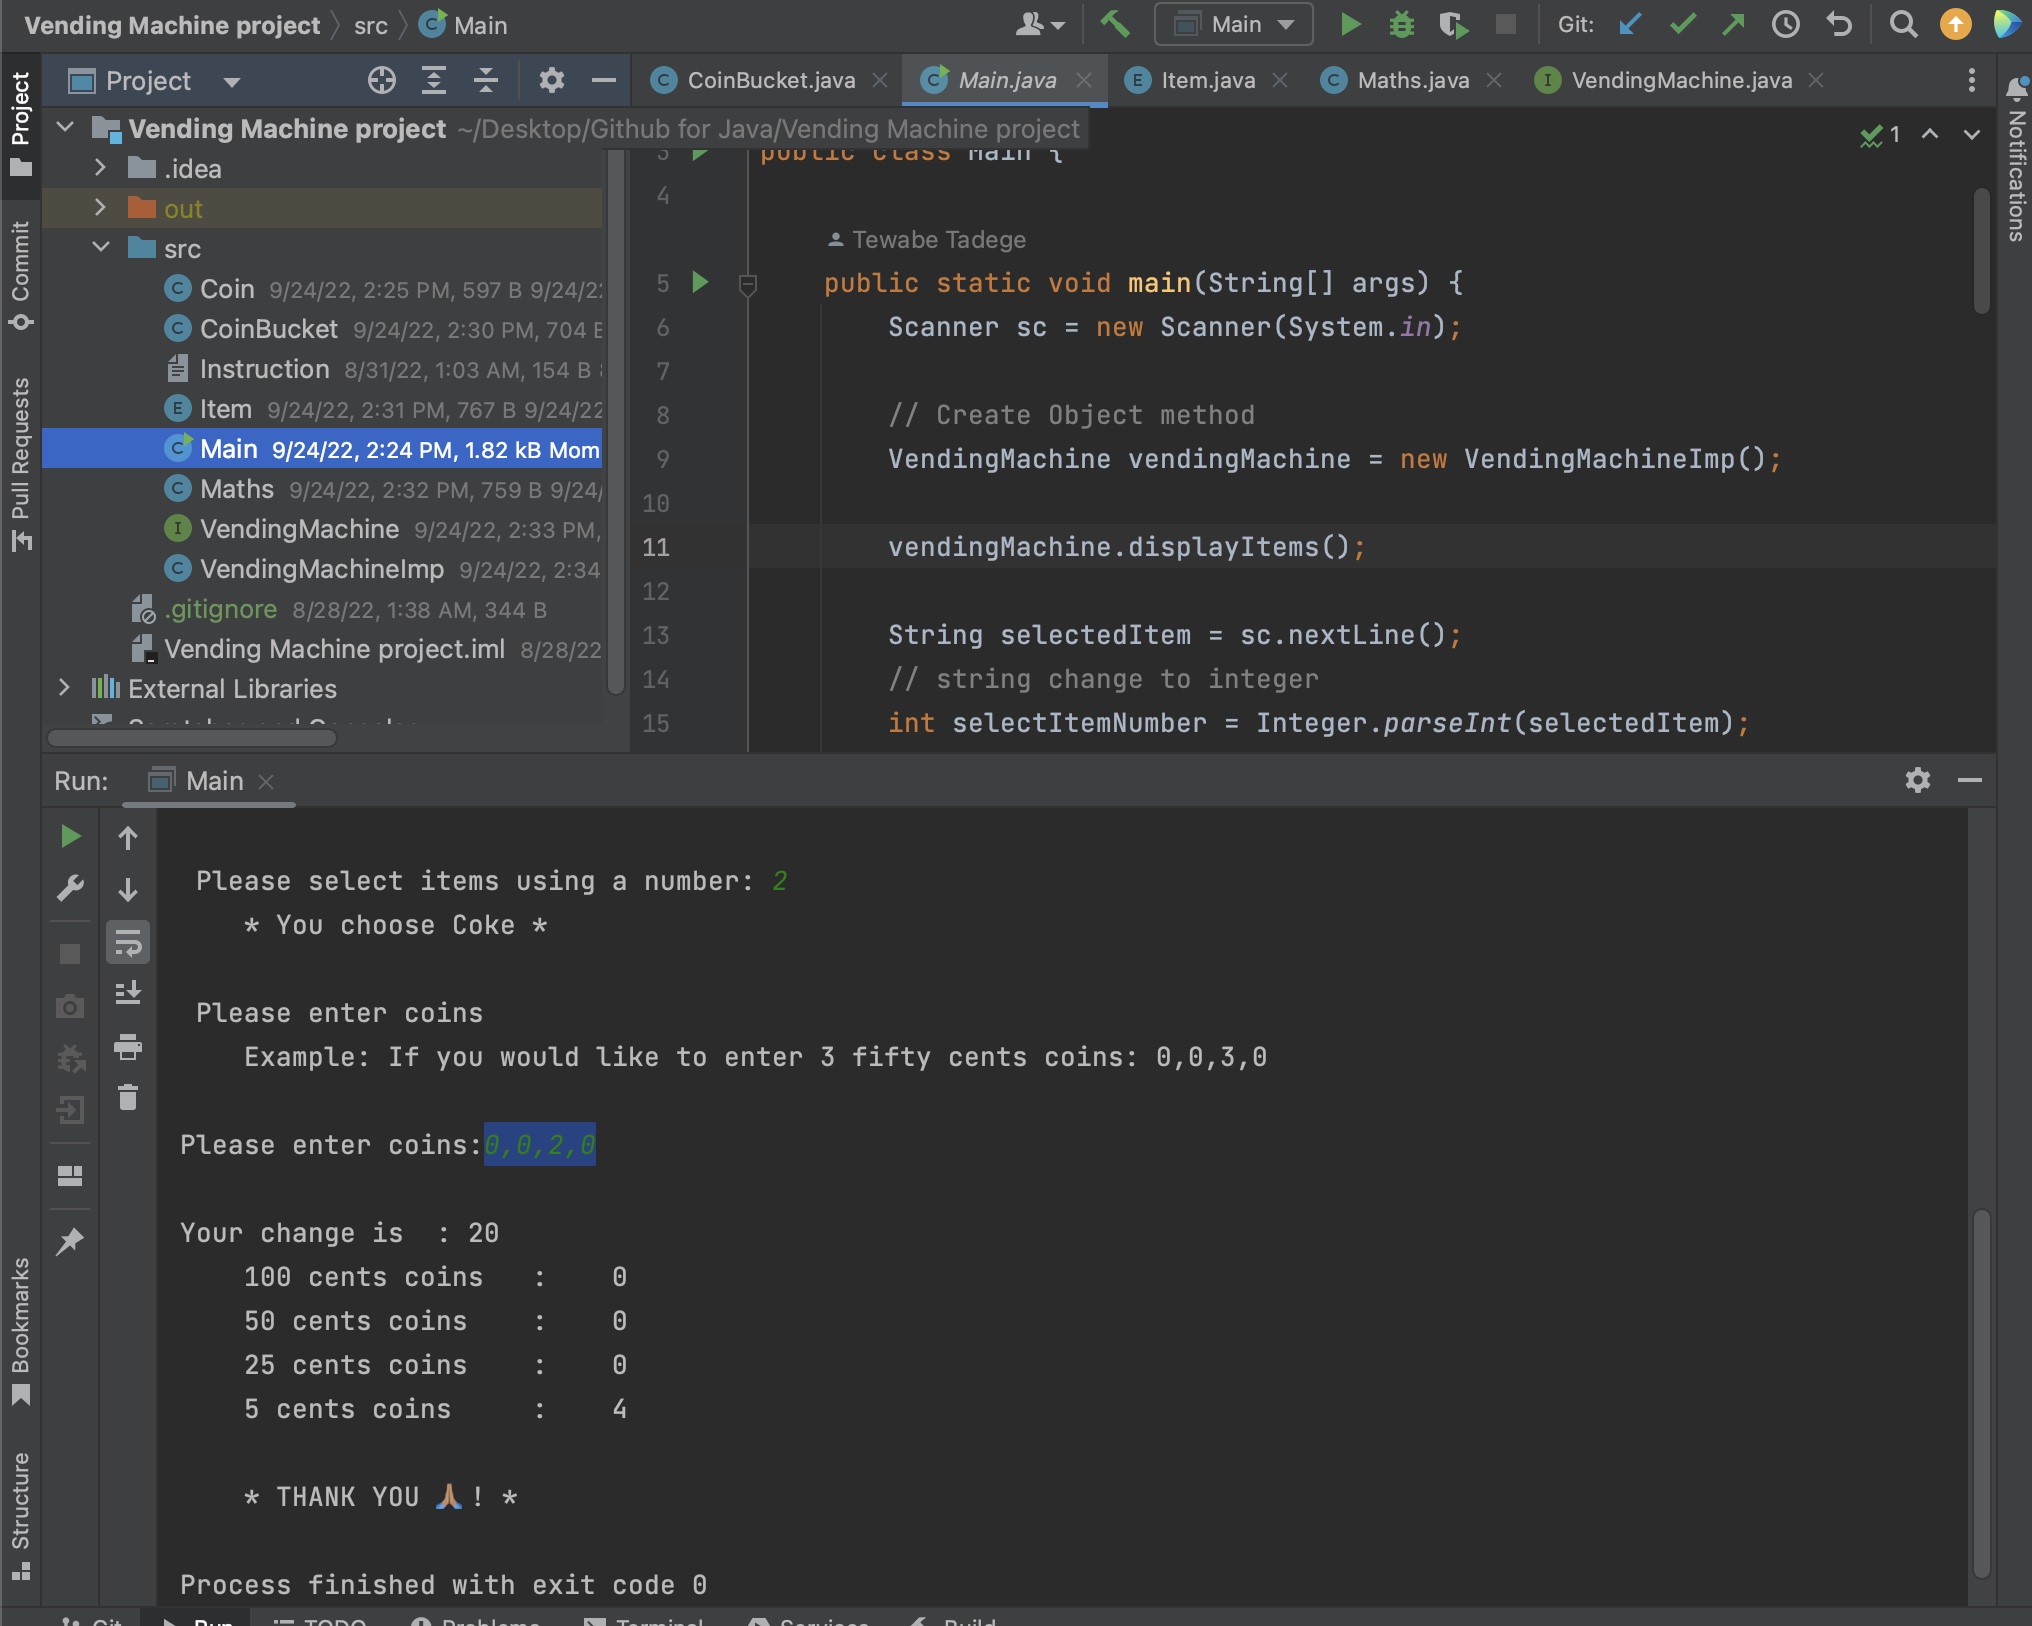 Vending Machine project src Main
Main
Git:
Project
CoinBucket.java Main.java Item.java Maths.java VendingMachine.java
Project
Commit
Pull Requests
Bookmarks
Structure
Notifications
Vending Machine project ~/Desktop/Github for Java/Vending Machine project
.idea
out
src
Coin 9/24/22, 2:25 PM, 597 B 9/24/22
CoinBucket 9/24/22, 2:30 PM, 704 B
Instruction 8/31/22, 1:03 AM, 154 B
Item 9/24/22, 2:31 PM, 767 B 9/24/22
Main 9/24/22, 2:24 PM, 1.82 kB Mom
Maths 9/24/22, 2:32 PM, 759 B 9/24/
VendingMachine 9/24/22, 2:33 PM,
VendingMachineImp 9/24/22, 2:34
.gitignore 8/28/22, 1:38 AM, 344 B
Vending Machine project.iml 8/28/22
External Libraries
1
3 public class Main {
4
Tewabe Tadege
5 public static void main(String[] args) {
6 Scanner sc = new Scanner(System.in);
7
8 // Create Object method
9 VendingMachine vendingMachine = new VendingMachineImp();
10
11 vendingMachine.displayItems();
12
13 String selectedItem = sc.nextLine();
14 // string change to integer
15 int selectItemNumber = Integer.parseInt(selectedItem);
Run: Main
Please select items using a number: 2
* You choose Coke *
Please enter coins
Example: If you would like to enter 3 fifty cents coins: 0,0,3,0
Please enter coins:0,0,2,0
Your change is : 20
100 cents coins : 0
50 cents coins : 0
25 cents coins : 0
5 cents coins : 4
* THANK YOU 🙏🏽! *
Process finished with exit code 0
Git Run TODO Problems Terminal Services Build